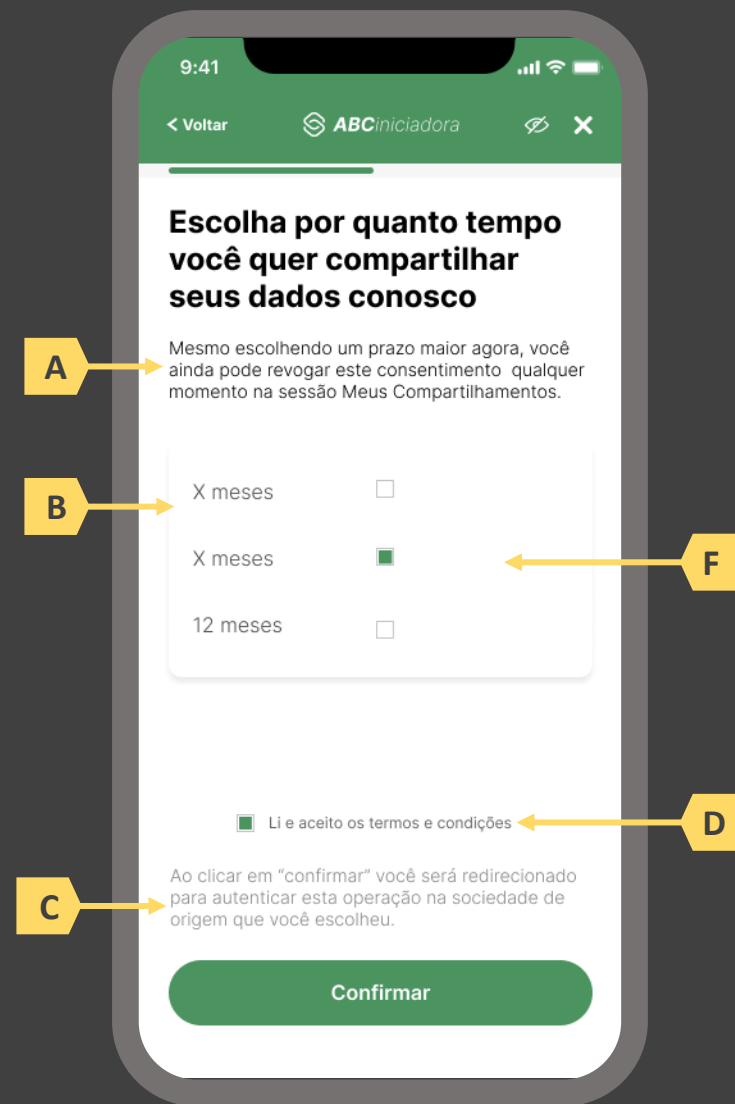 9:41
< Voltar ABCiniciadora
Escolha por quanto tempo
você quer compartilhar
seus dados conosco
A
Mesmo escolhendo um prazo maior agora, você
ainda pode revogar este consentimento qualquer
momento na sessão Meus Compartilhamentos.
B
X meses
X meses
F
12 meses
Li e aceito os termos e condições
D
C
Ao clicar em “confirmar” você será redirecionado
para autenticar esta operação na sociedade de
origem que você escolheu.
Confirmar